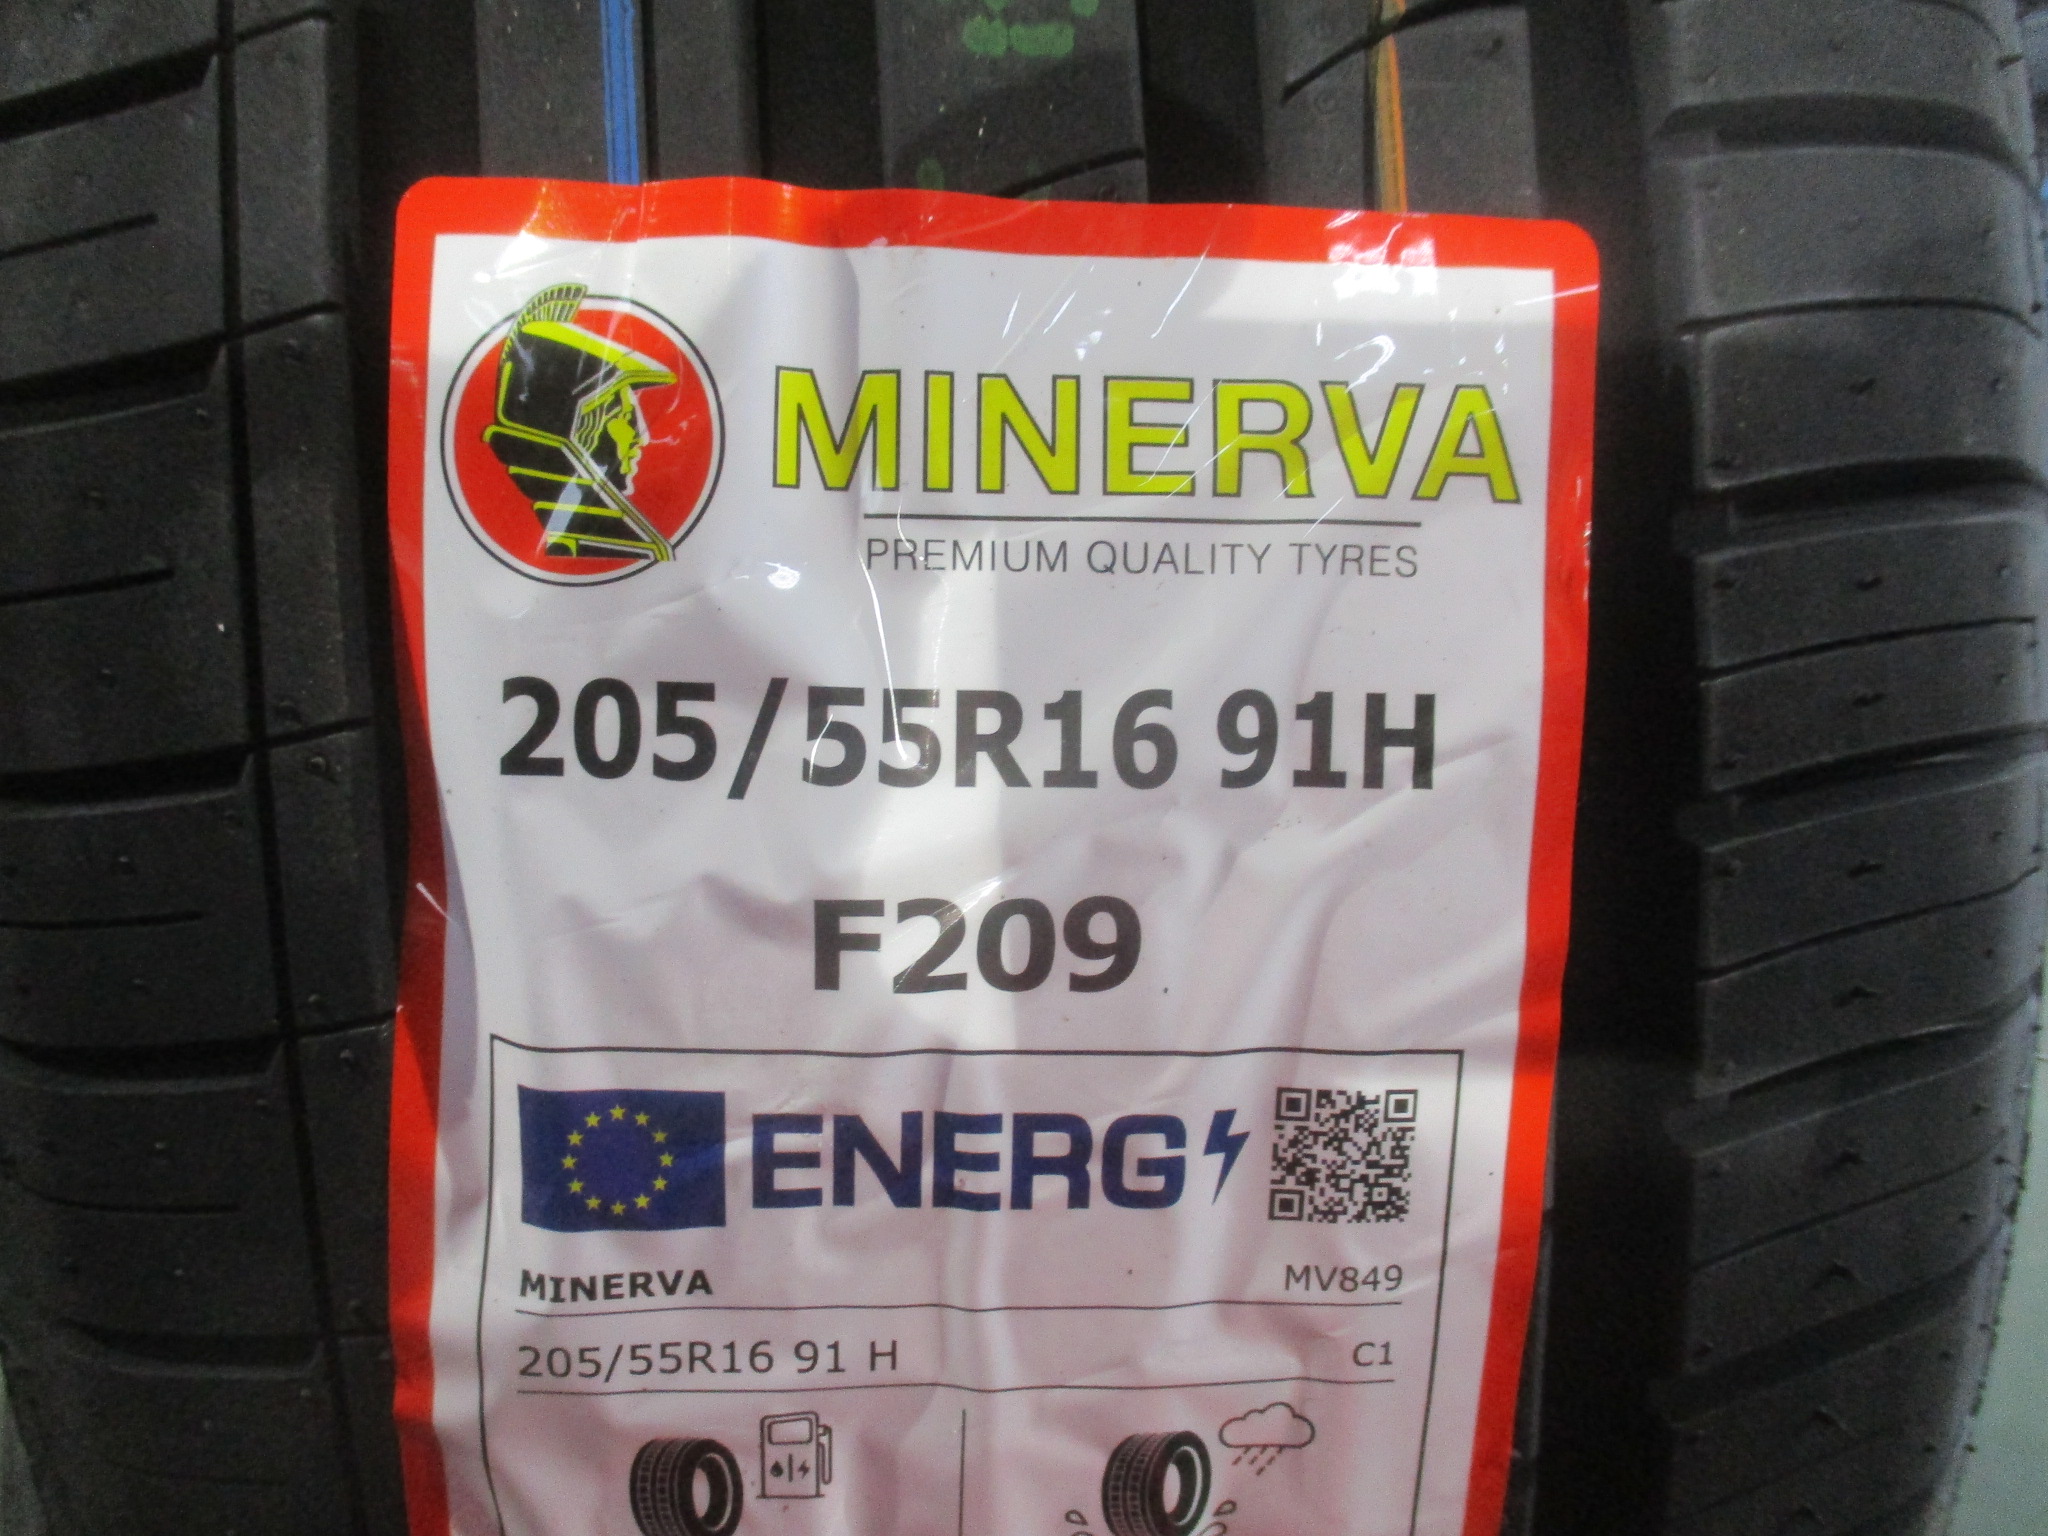 MINERVA
PREMIUM QUALITY TYRES
205/55R16 91H
F209
ENERG
MINERVA MV849
205/55R16 91 H C1